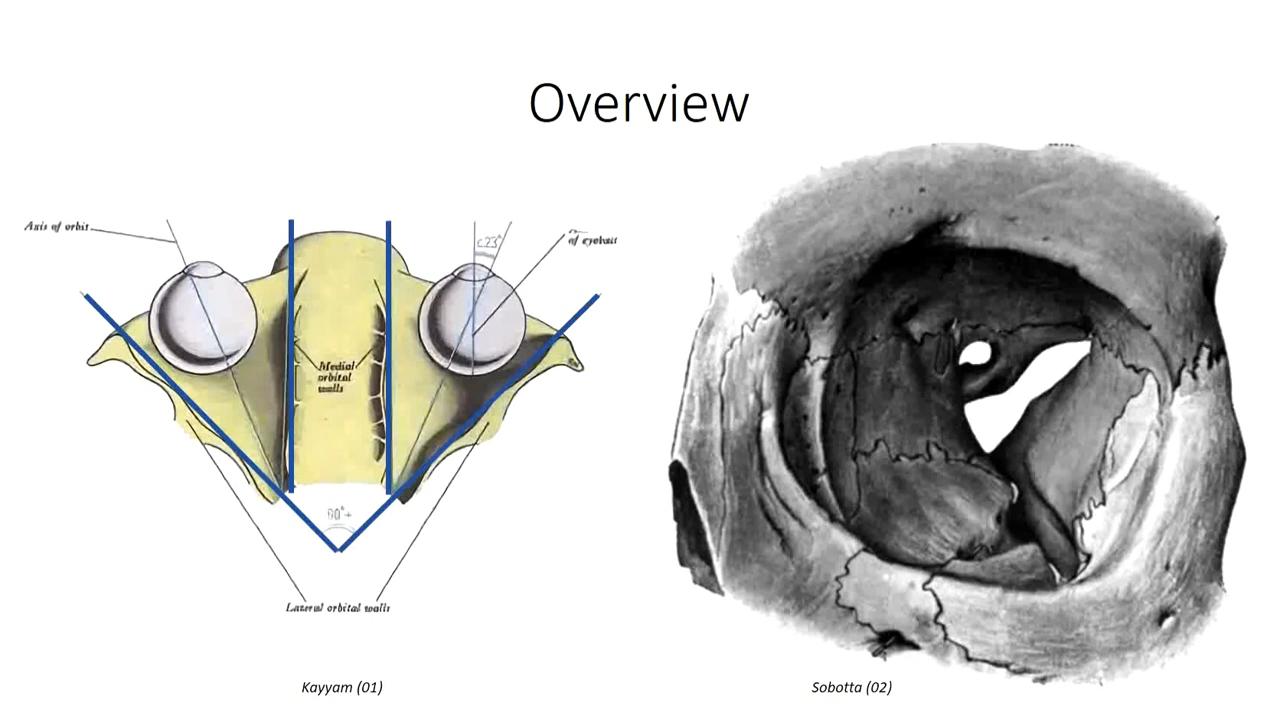 Overview
Axis of orbit
c.23°
of eyeball
Medial
orbital
walls
90°+
Lateral orbital walls
Kayyam (01)
Sobotta (02)